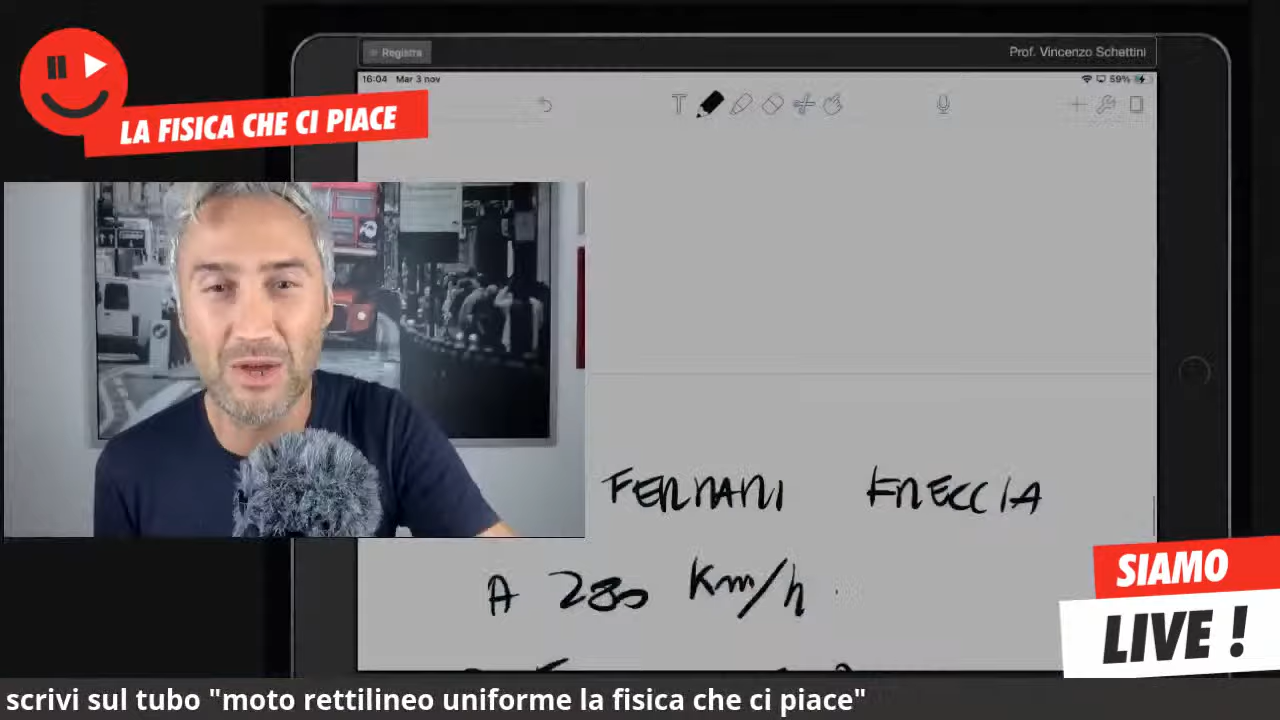 Registra
Prof. Vincenzo Schettini
16:04 Mar 3 nov
59%
LA FISICA CHE CI PIACE
FERRARI FRECCIA
A 280 Km/h
SIAMO
LIVE !
scrivi sul tubo "moto rettilineo uniforme la fisica che ci piace"